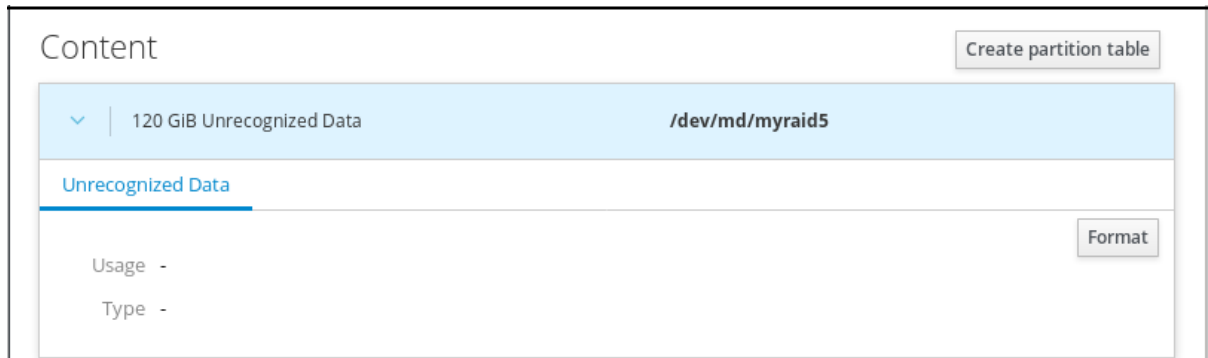 Content
Create partition table
120 GiB Unrecognized Data /dev/md/myraid5
Unrecognized Data
Format
Usage -
Type -